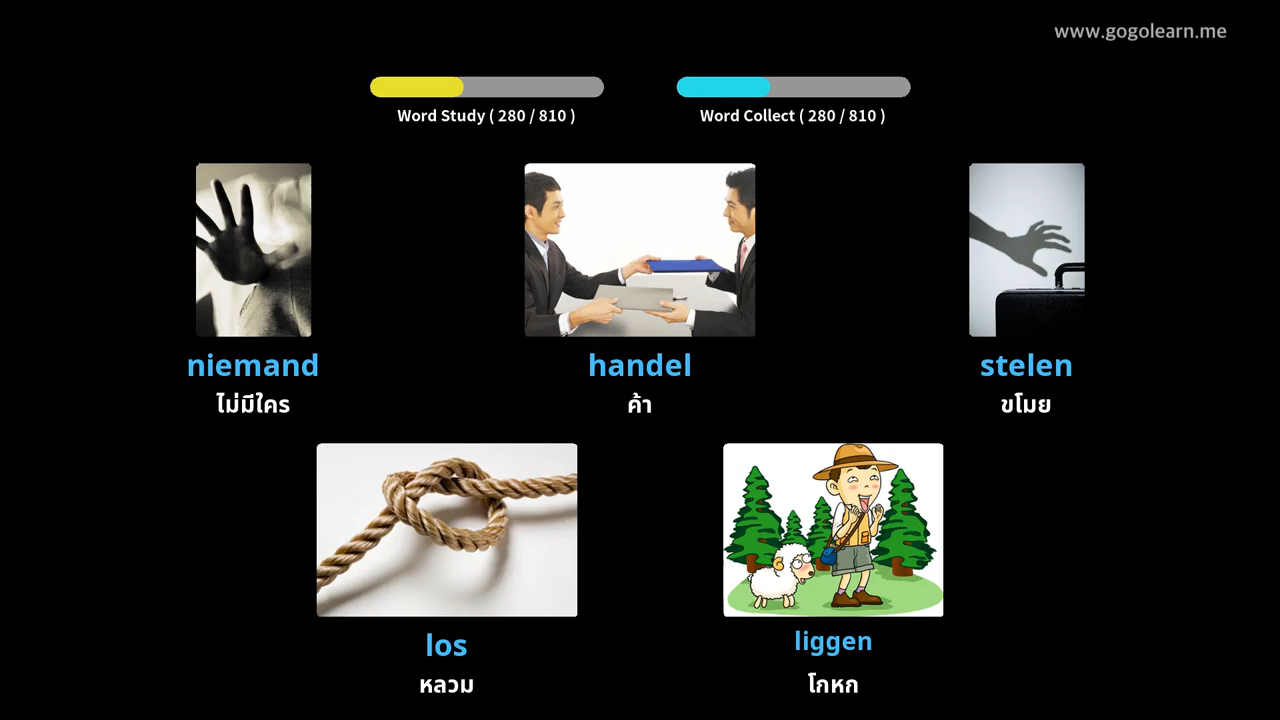 www.gogolearn.me
Word Study ( 280 / 810 )
Word Collect ( 280 / 810 )
niemand
ไม่มีใคร
handel
ค้า
stelen
ขโมย
los
หลวม
liggen
โกหก